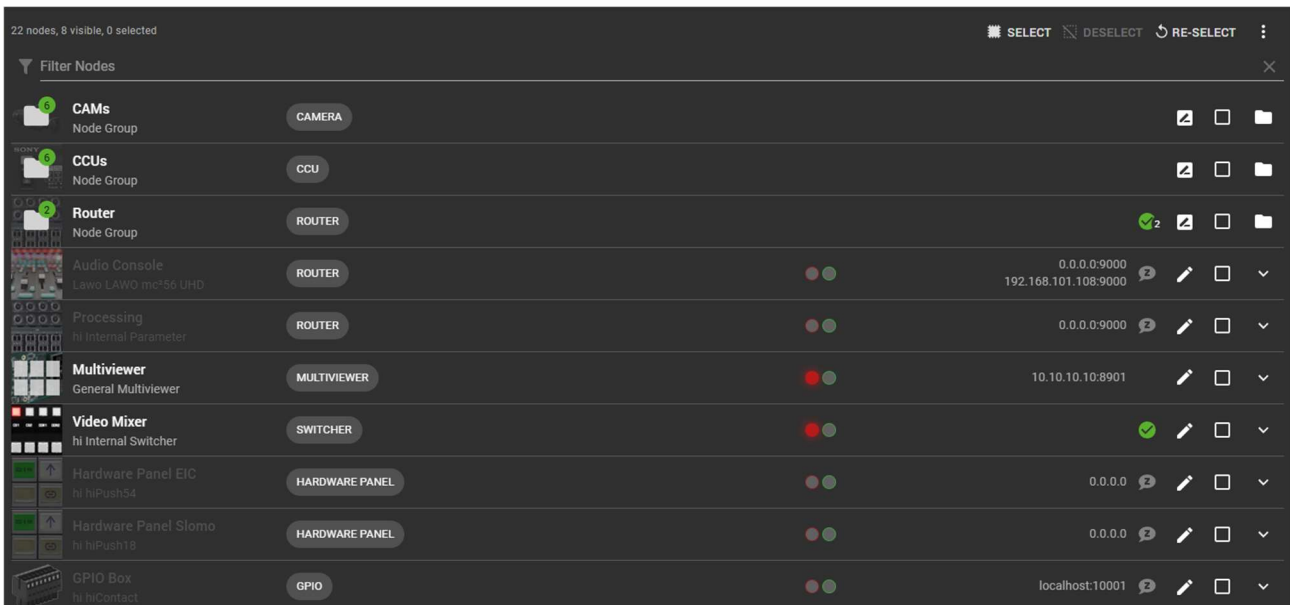 22 nodes, 8 visible, 0 selected
SELECT DESELECT RE-SELECT
Filter Nodes
6 CAMs CAMERA
Node Group
SONY
6 CCUs CCU
Node Group
2 Router ROUTER 2
Node Group
Audio Console ROUTER 0.0.0.0:9000
Lawo LAWO mc²56 UHD 192.168.101.108:9000
Processing ROUTER 0.0.0.0:9000
hi Internal Parameter
Multiviewer MULTIVIEWER 10.10.10.10:8901
General Multiviewer
Video Mixer SWITCHER
hi Internal Switcher
Hardware Panel EIC HARDWARE PANEL 0.0.0.0
hi hiPush54
Hardware Panel Slomo HARDWARE PANEL 0.0.0.0
hi hiPush18
GPIO Box GPIO localhost:10001
hi hiContact